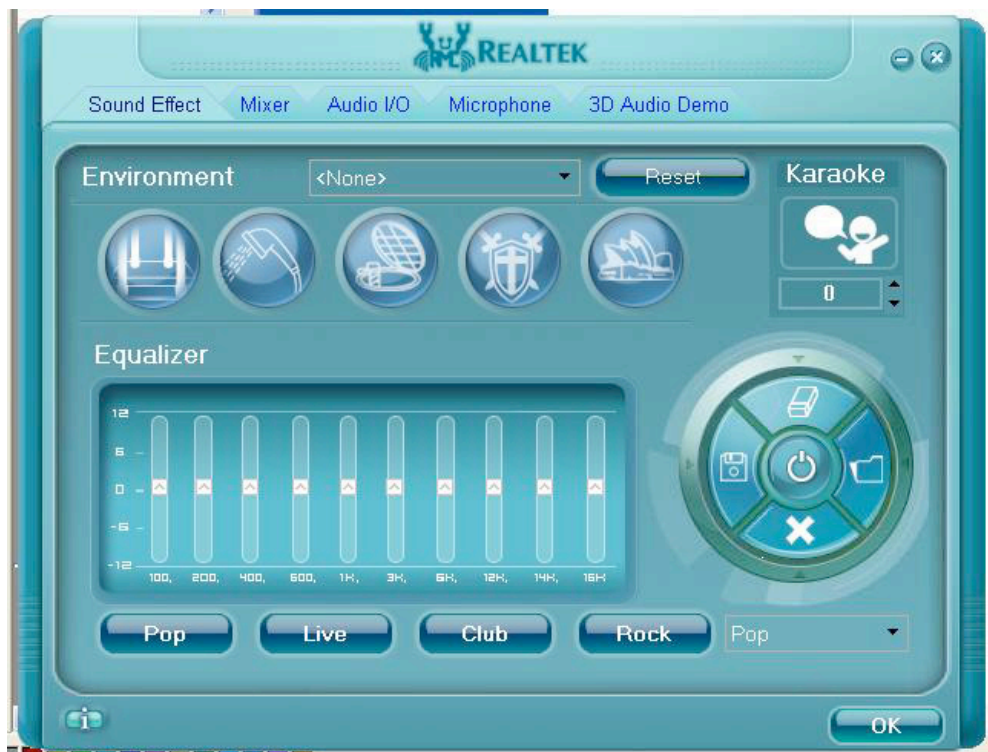 REALTEK
Sound Effect Mixer Audio I/O Microphone 3D Audio Demo
Environment <None> Reset Karaoke
0
Equalizer
12
6
0
-6
-12
100, 200, 400, 600, 1K, 3K, 6K, 12K, 14K, 16K
Pop Live Club Rock Pop
i OK